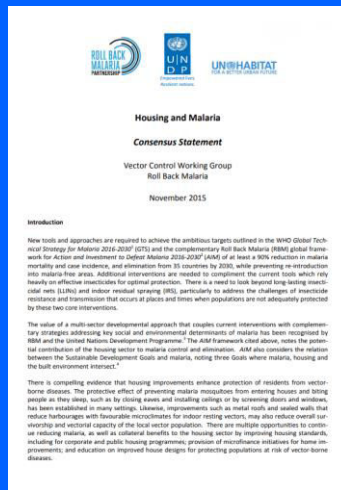 ROLL BACK
MALARIA
PARTNERSHIP
U N
D P
Empowered lives.
Resilient nations.
UN HABITAT
FOR A BETTER URBAN FUTURE
Housing and Malaria
Consensus Statement
Vector Control Working Group
Roll Back Malaria
November 2015
Introduction
New tools and approaches are required to achieve the ambitious targets outlined in the WHO Global Tech-
nical Strategy for Malaria 2016-2030¹ (GTS) and the complementary Roll Back Malaria (RBM) global frame-
work for Action and Investment to Defeat Malaria 2016-2030² (AIM) of at least a 90% reduction in malaria
mortality and case incidence, and elimination from 35 countries by 2030, while preventing re-introduction
into malaria-free areas. Additional interventions are needed to compliment the current tools which rely
heavily on effective insecticides for optimal protection. There is a need to look beyond long-lasting insecti-
cidal nets (LLINs) and indoor residual spraying (IRS), particularly to address the challenges of insecticide
resistance and transmission that occurs at places and times when populations are not adequately protected
by these two core interventions.
The value of a multi-sector developmental approach that couples current interventions with complemen-
tary strategies addressing key social and environmental determinants of malaria has been recognised by
RBM and the United Nations Development Programme.³ The AIM framework cited above, notes the poten-
tial contribution of the housing sector to malaria control and elimination. AIM also considers the relation
between the Sustainable Development Goals and malaria, noting three Goals where malaria, housing and
the built environment intersect.⁴
There is compelling evidence that housing improvements enhance protection of residents from vector-
borne diseases. The protective effect of preventing malaria mosquitoes from entering houses and biting
people as they sleep, such as by closing eaves and installing ceilings or by screening doors and windows,
has been established in many settings. Likewise, improvements such as metal roofs and sealed walls that
reduce harbourages with favourable microclimates for indoor resting vectors, may also reduce overall sur-
vivorship and vectorial capacity of the local vector population. There are multiple opportunities to contin-
ue reducing malaria, as well as collateral benefits to the housing sector by improving housing standards,
including for corporate and public housing programmes; provision of microfinance initiatives for home im-
provements; and education on improved house designs for protecting populations at risk of vector-borne
diseases.